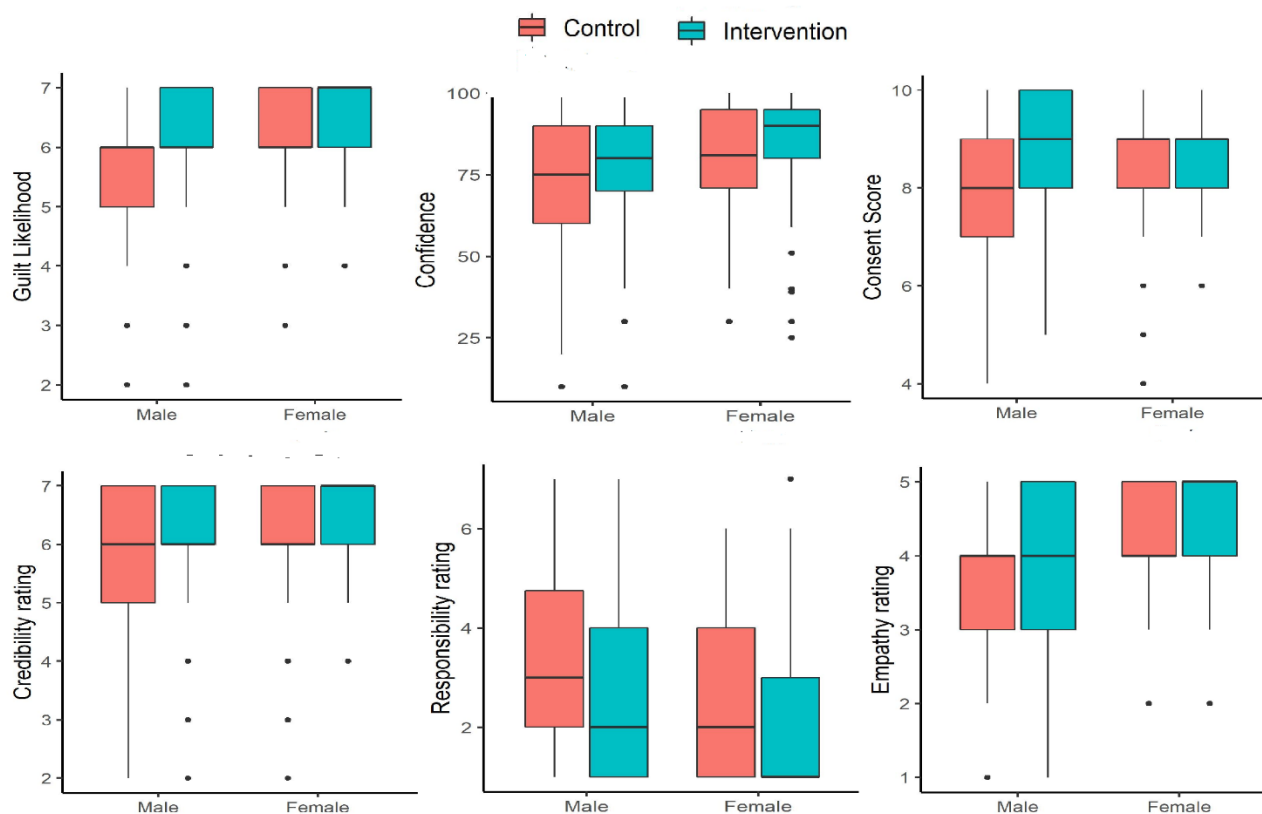 Control Intervention
Guilt Likelihood
7
6
5
4
3
2
Male Female
Confidence
100
75
50
25
Male Female
Consent Score
10
8
6
4
Male Female
Credibility rating
7
6
5
4
3
2
Male Female
Responsibility rating
6
4
2
Male Female
Empathy rating
5
4
3
2
1
Male Female